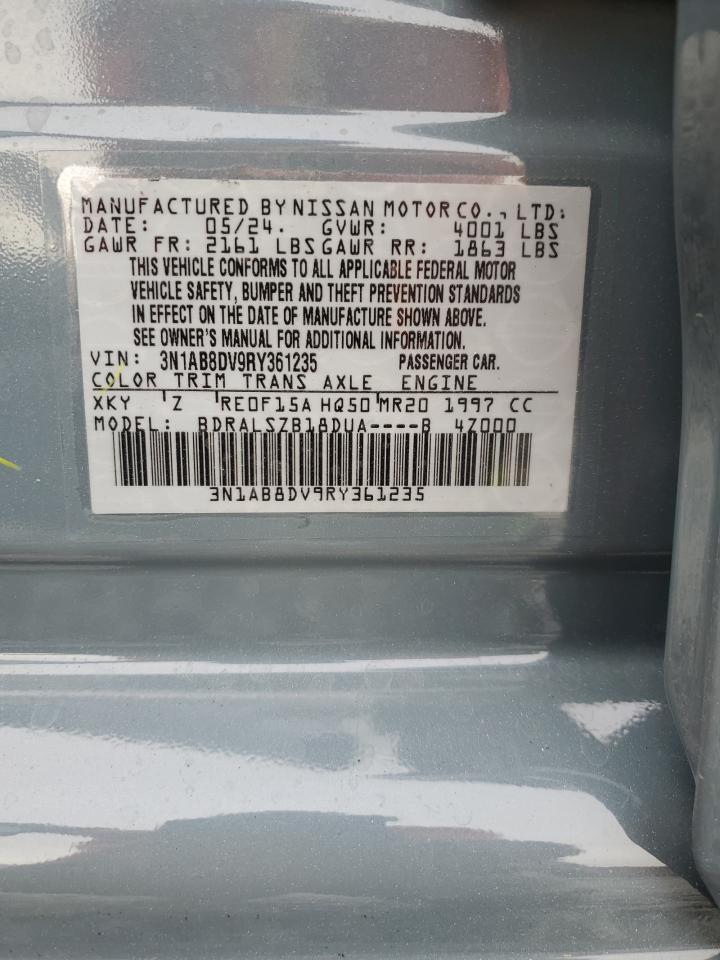 MANUFACTURED BY NISSAN MOTOR CO., LTD:
DATE: 05/24. GVWR: 4001 LBS
GAWR FR: 2161 LBS GAWR RR: 1863 LBS
THIS VEHICLE CONFORMS TO ALL APPLICABLE FEDERAL MOTOR
VEHICLE SAFETY, BUMPER AND THEFT PREVENTION STANDARDS
IN EFFECT ON THE DATE OF MANUFACTURE SHOWN ABOVE.
SEE OWNER'S MANUAL FOR ADDITIONAL INFORMATION.
VIN: 3N1AB8DV9RY361235 PASSENGER CAR.
COLOR TRIM TRANS AXLE ENGINE
XKY Z RE0F15A HQ50 MR20 1997 CC
MODEL: BDRALSZB18DUA----B 4Z000
3N1AB8DV9RY361235